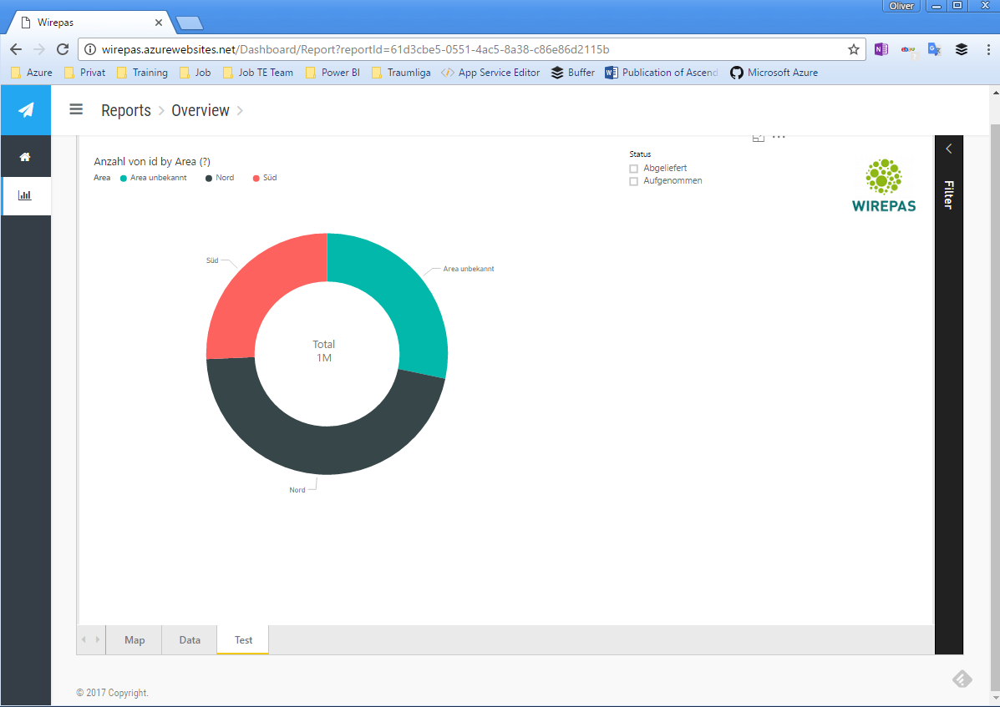 Oliver
Wirepas
wirepas.azurewebsites.net/Dashboard/Report?reportId=61d3cbe5-0551-4ac5-8a38-c86e86d2115b
Azure Privat Training Job Job TE Team Power BI Traumliga App Service Editor Buffer Publication of Ascend Microsoft Azure
Reports > Overview >
Anzahl von id by Area (?)
Area Area unbekannt Nord Süd
Status
Abgeliefert
Aufgenommen
WIREPAS
Filter
Süd
Area unbekannt
Total
1M
Nord
Map Data Test
© 2017 Copyright.